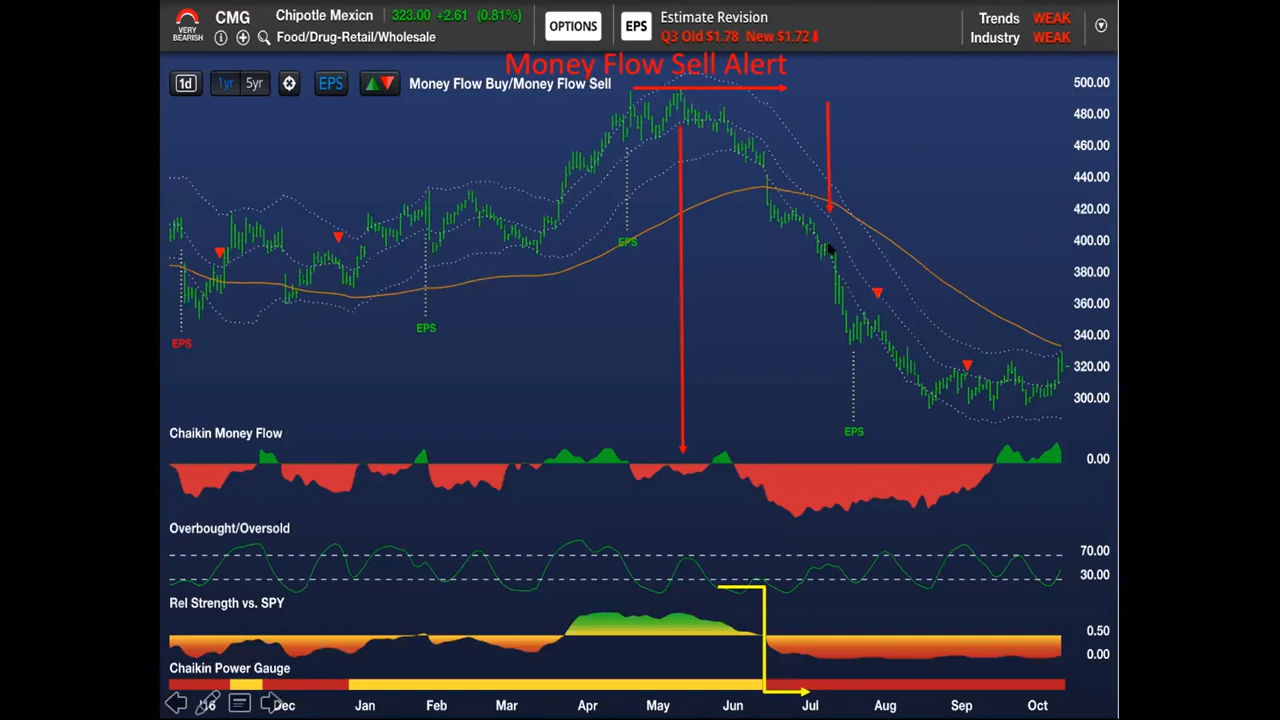 VERY BEARISH
CMG Chipotle Mexicn 323.00 +2.61 (0.81%)
Food/Drug-Retail/Wholesale
OPTIONS
EPS Estimate Revision
Q3 Old $1.78 New $1.72
Trends WEAK
Industry WEAK
Money Flow Sell Alert
1d 1yr 5yr EPS Money Flow Buy/Money Flow Sell
500.00
480.00
460.00
440.00
420.00
400.00
380.00
360.00
340.00
320.00
300.00
EPS
EPS
EPS
EPS
Chaikin Money Flow
0.00
Overbought/Oversold
70.00
30.00
Rel Strength vs. SPY
0.50
0.00
Chaikin Power Gauge
'16 Dec Jan Feb Mar Apr May Jun Jul Aug Sep Oct